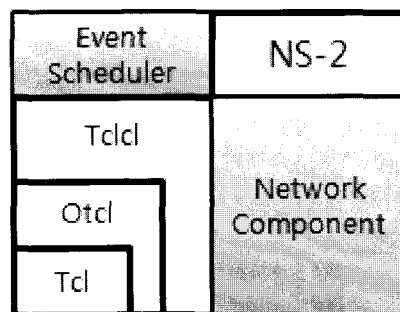 Event
Scheduler
NS-2
Tclcl
Otcl
Tcl
Network
Component